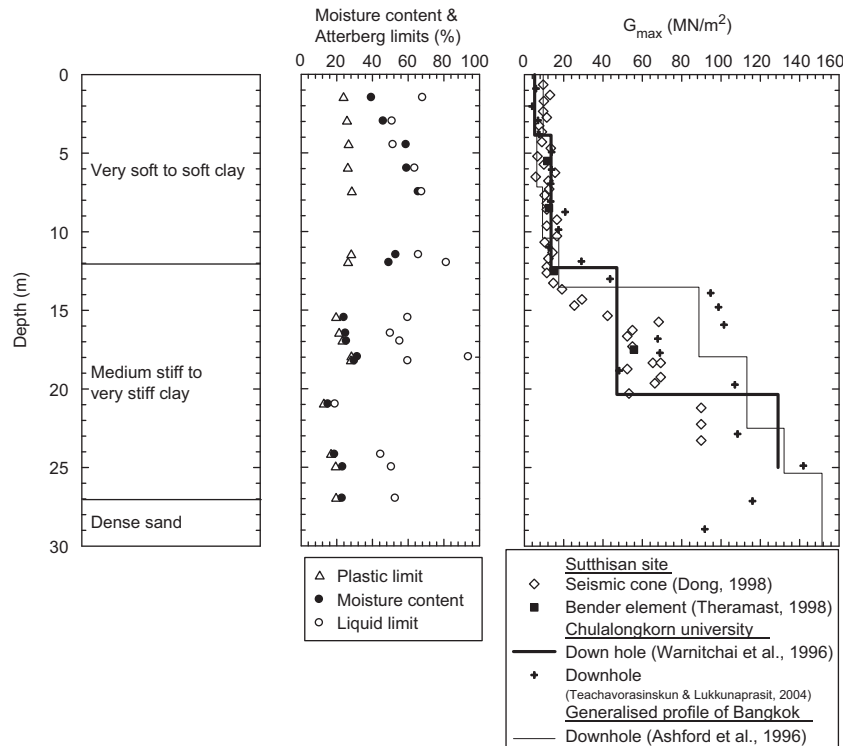 Moisture content &
Atterberg limits (%)
0 20 40 60 80 100
G_max (MN/m²)
0 20 40 60 80 100 120 140 160
Depth (m)
0
5
10
15
20
25
30
Very soft to soft clay
Medium stiff to
very stiff clay
Dense sand
Plastic limit
Moisture content
Liquid limit
Sutthisan site
Seismic cone (Dong, 1998)
Bender element (Theramast, 1998)
Chulalongkorn university
Down hole (Warnitchai et al., 1996)
Downhole
(Teachavorasinskun & Lukkunaprasit, 2004)
Generalised profile of Bangkok
Downhole (Ashford et al., 1996)